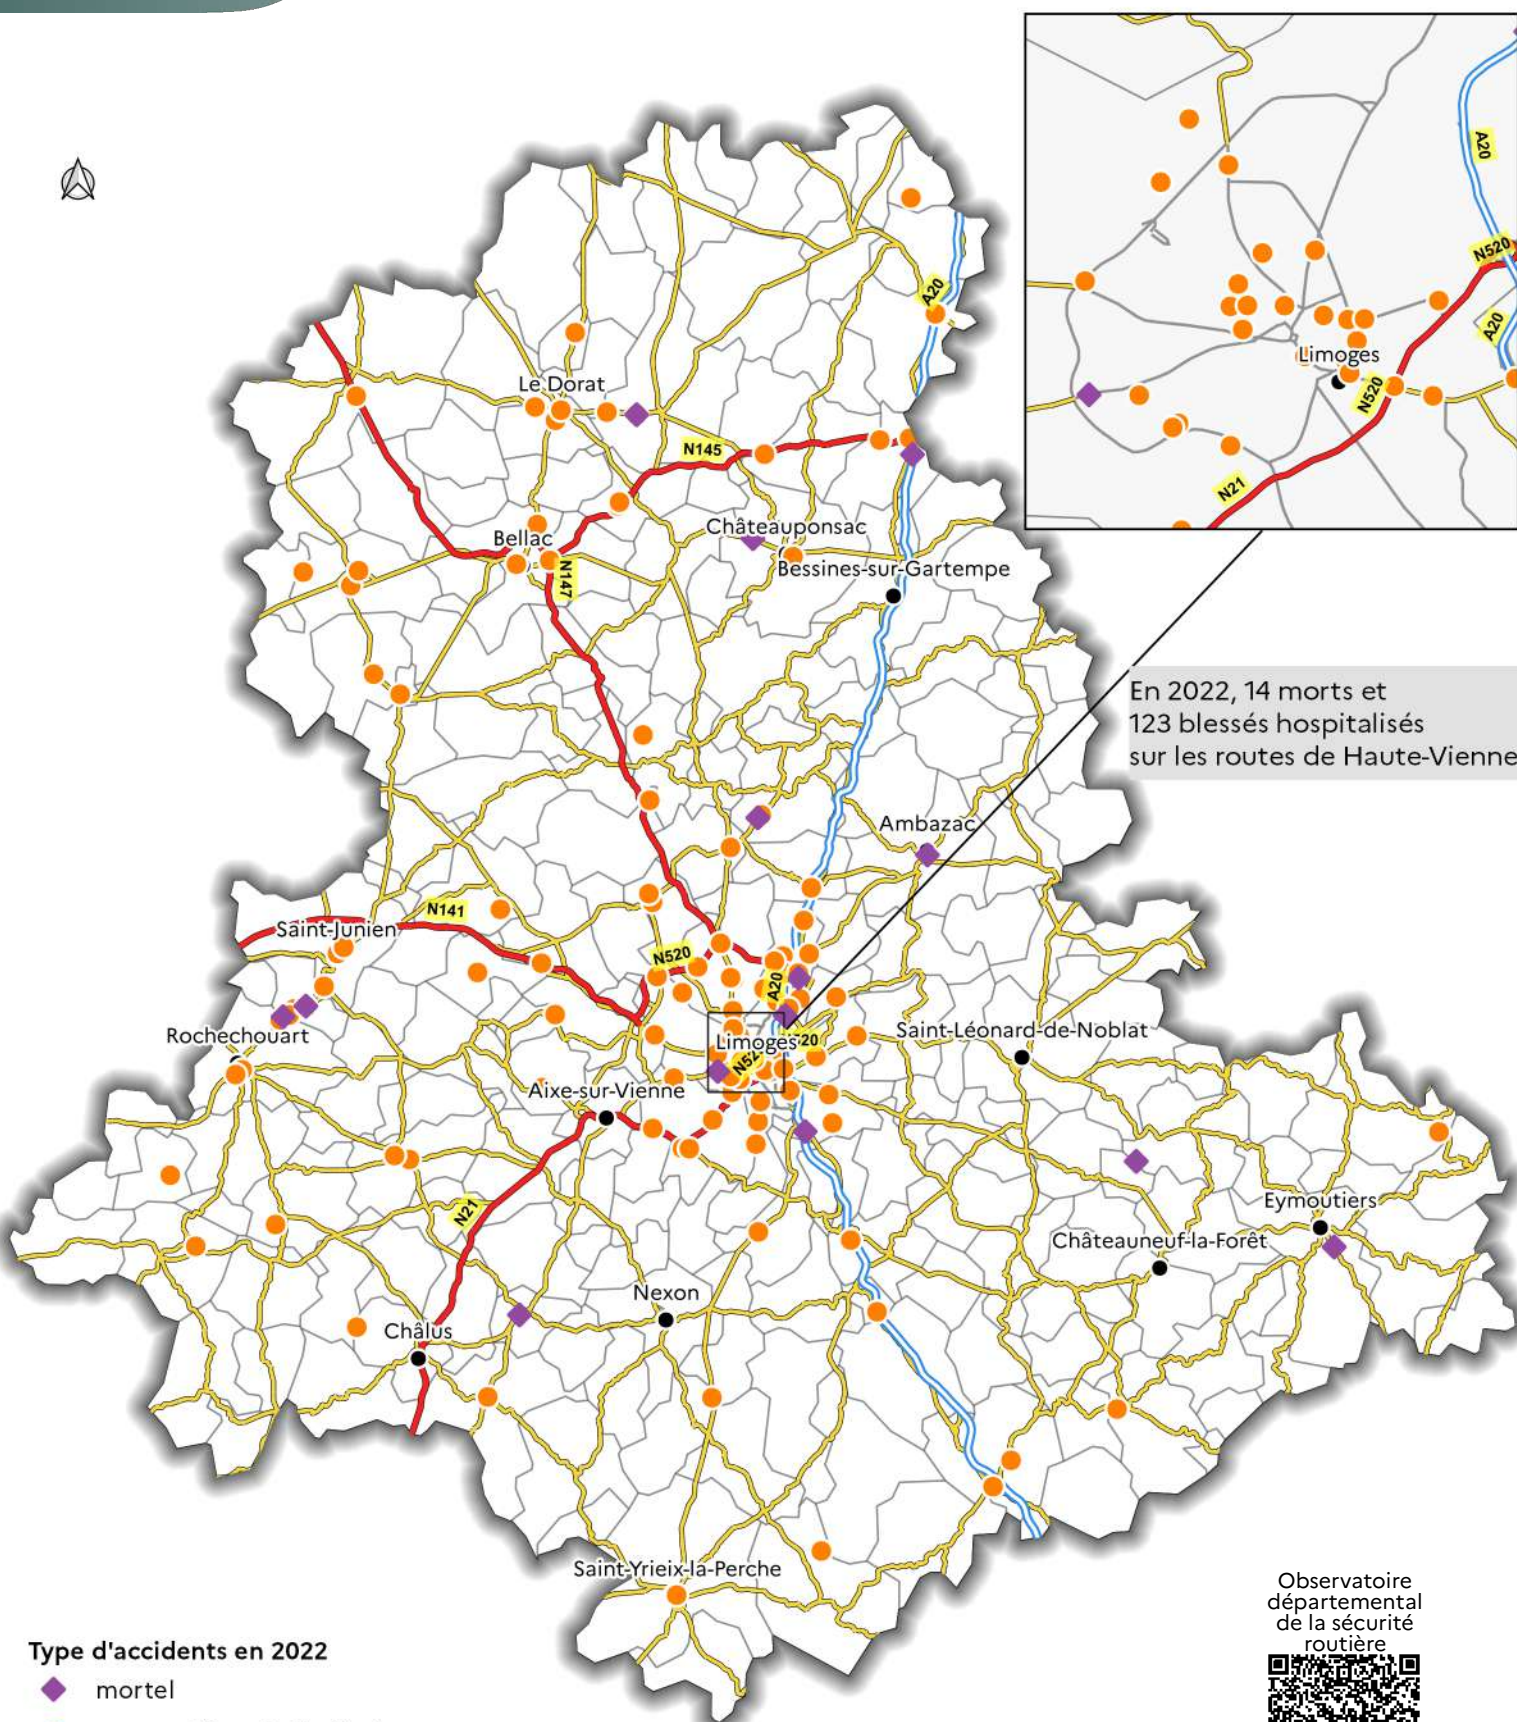 A20
N520
A20
Limoges
N520
N21
A20
Le Dorat
N145
Châteauponsac
Bellac
Bessines-sur-Gartempe
N147
En 2022, 14 morts et
123 blessés hospitalisés
sur les routes de Haute-Vienne
Ambazac
N141
Saint-Junien
N520
A20
Rochechouart
Limoges
N520
Saint-Léonard-de-Noblat
Aixe-sur-Vienne
N21
Eymoutiers
Châteauneuf-la-Forêt
Nexon
Châlus
Saint-Yrieix-la-Perche
Observatoire
départemental
de la sécurité
routière
Type d'accidents en 2022
mortel